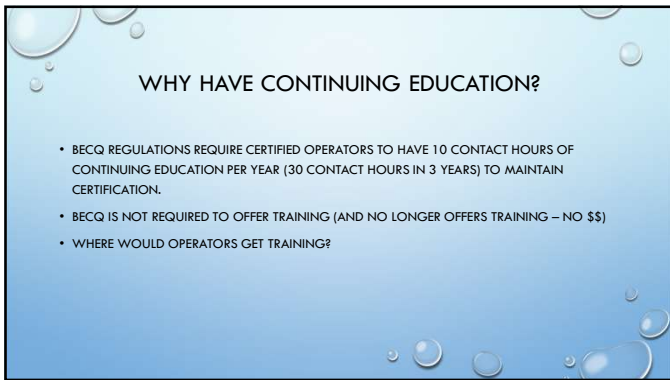 WHY HAVE CONTINUING EDUCATION?
• BECQ REGULATIONS REQUIRE CERTIFIED OPERATORS TO HAVE 10 CONTACT HOURS OF
CONTINUING EDUCATION PER YEAR (30 CONTACT HOURS IN 3 YEARS) TO MAINTAIN
CERTIFICATION.
• BECQ IS NOT REQUIRED TO OFFER TRAINING (AND NO LONGER OFFERS TRAINING – NO $$)
• WHERE WOULD OPERATORS GET TRAINING?